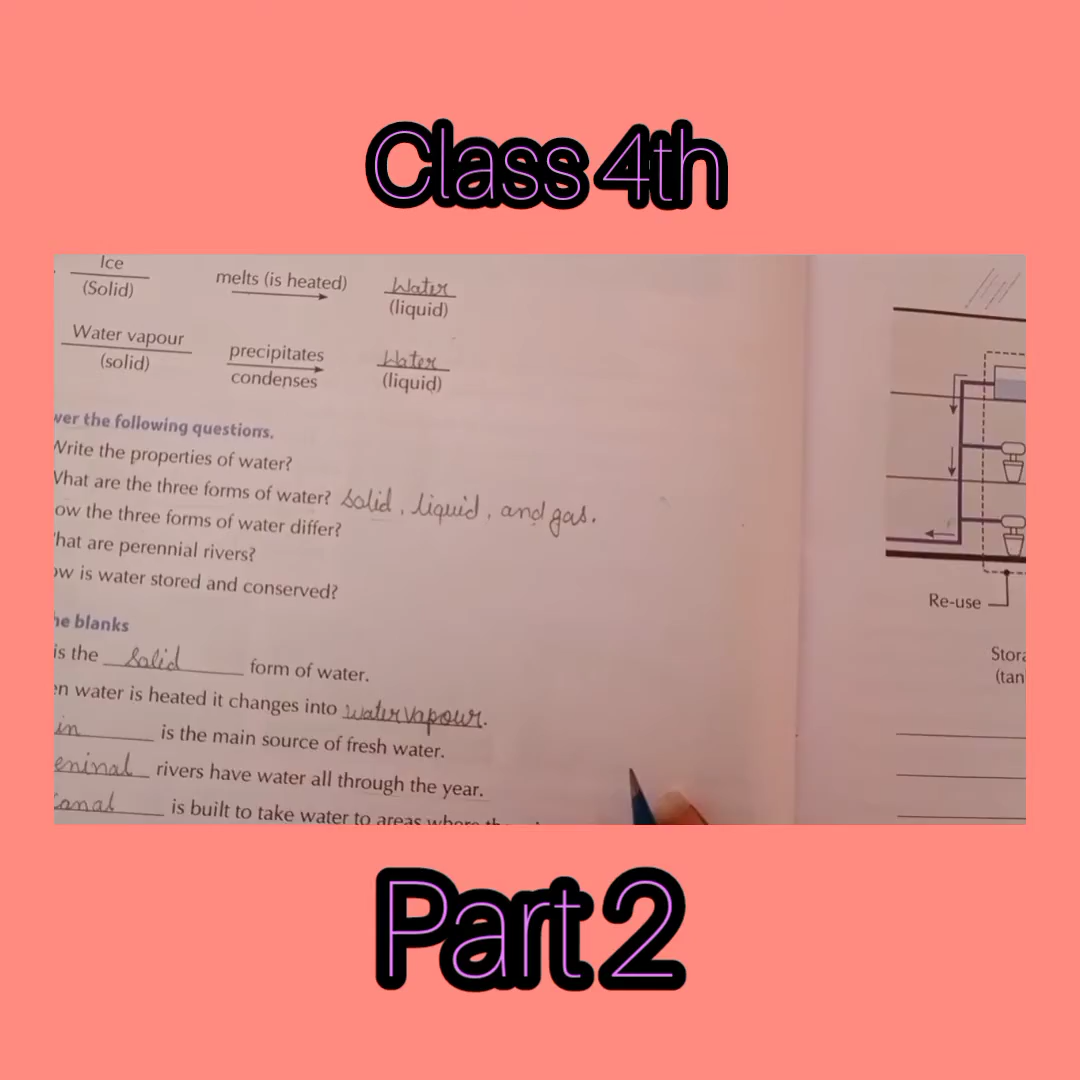 Class 4th
Ice melts (is heated) Water
(Solid) (liquid)
Water vapour precipitates Water
(solid) condenses (liquid)
wer the following questions.
Write the properties of water?
What are the three forms of water? Solid, liquid, and gas.
ow the three forms of water differ?
hat are perennial rivers?
ow is water stored and conserved?
he blanks
is the Solid form of water.
en water is heated it changes into water vapour.
in is the main source of fresh water.
eninal rivers have water all through the year.
Canal is built to take water to areas where
Re-use
Stora
(tan
Part 2